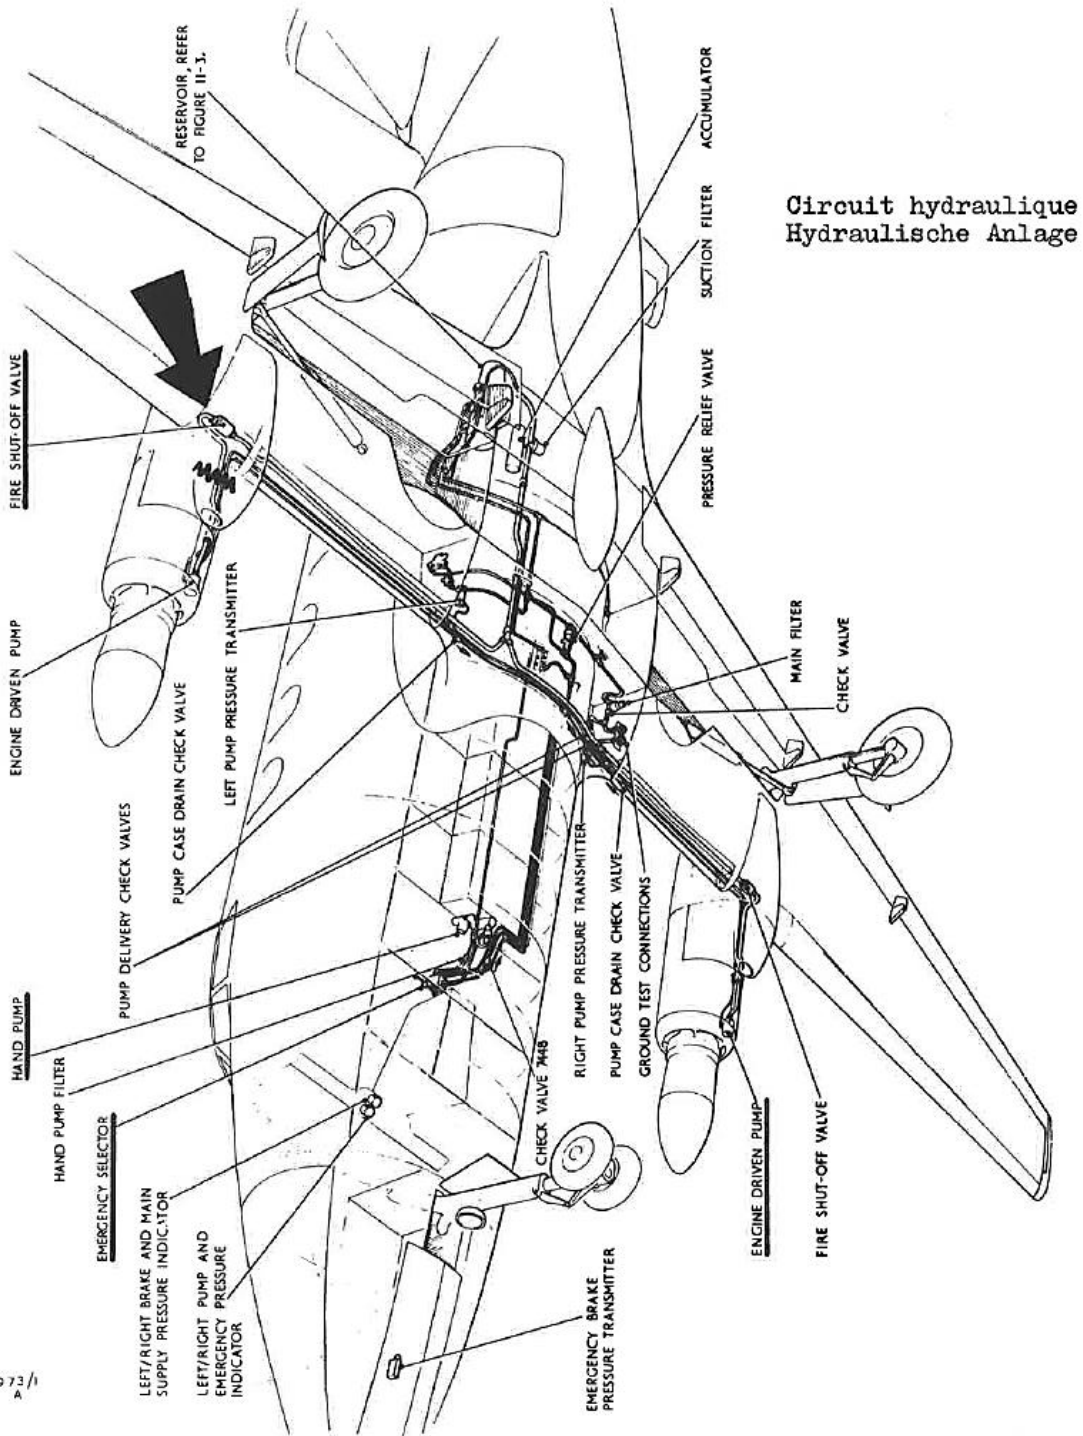 Circuit hydraulique
Hydraulische Anlage
RESERVOIR, REFER
TO FIGURE 11-3.
ACCUMULATOR
SUCTION FILTER
PRESSURE RELIEF VALVE
FIRE SHUT-OFF VALVE
ENGINE DRIVEN PUMP
LEFT PUMP PRESSURE TRANSMITTER
PUMP CASE DRAIN CHECK VALVE
PUMP DELIVERY CHECK VALVES
MAIN FILTER
CHECK VALVE
HAND PUMP
HAND PUMP FILTER
EMERGENCY SELECTOR
LEFT/RIGHT BRAKE AND MAIN
SUPPLY PRESSURE INDICATOR
LEFT/RIGHT PUMP AND
EMERGENCY PRESSURE
INDICATOR
CHECK VALVE
RIGHT PUMP PRESSURE TRANSMITTER
PUMP CASE DRAIN CHECK VALVE
GROUND TEST CONNECTIONS
ENGINE DRIVEN PUMP
FIRE SHUT-OFF VALVE
EMERGENCY BRAKE
PRESSURE TRANSMITTER
A